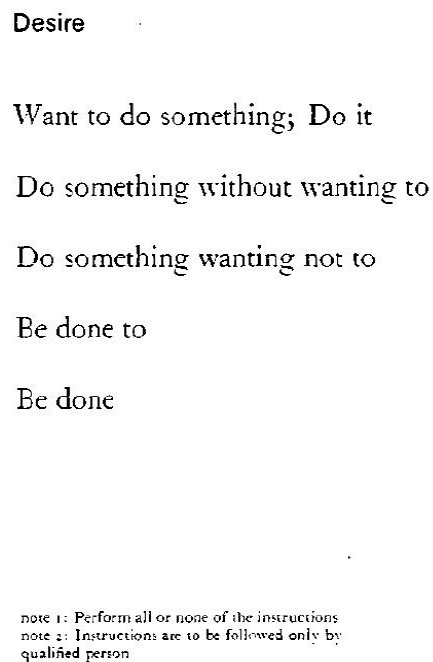 Desire
Want to do something; Do it
Do something without wanting to
Do something wanting not to
Be done to
Be done
note 1: Perform all or none of the instructions
note 2: Instructions are to be followed only by
qualified person